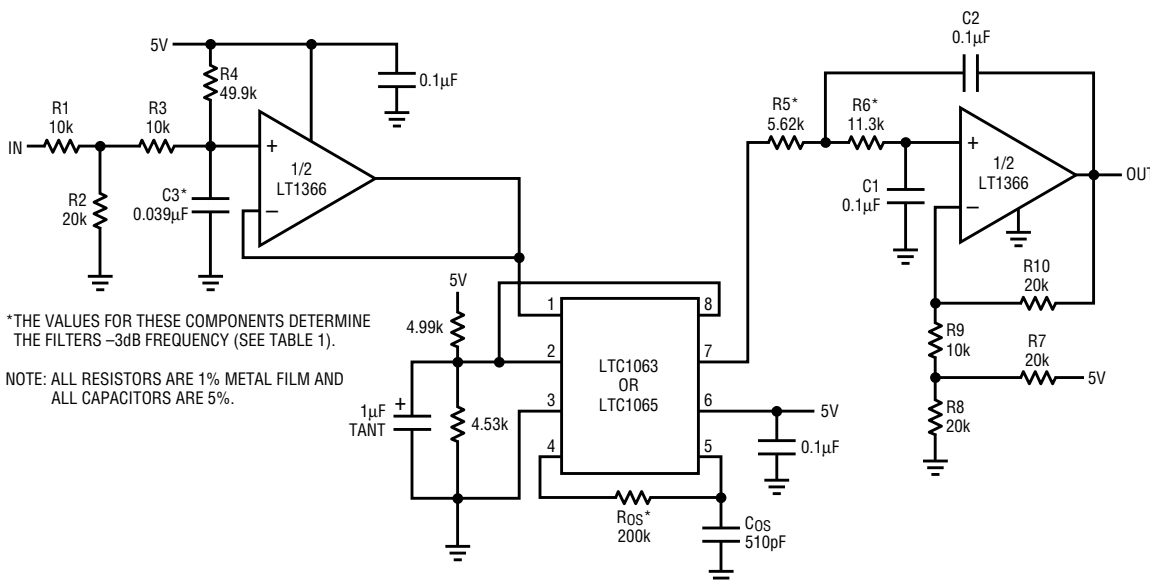 5V
R4
49.9k
0.1µF
R1
10k
R3
10k
IN
+
–
1/2
LT1366
R2
20k
C3*
0.039µF
*THE VALUES FOR THESE COMPONENTS DETERMINE
THE FILTERS –3dB FREQUENCY (SEE TABLE 1).
NOTE: ALL RESISTORS ARE 1% METAL FILM AND
ALL CAPACITORS ARE 5%.
5V
4.99k
1µF
TANT
+
4.53k
1
2
3
4
8
7
6
5
LTC1063
OR
LTC1065
5V
0.1µF
ROS*
200k
COS
510pF
C2
0.1µF
R5*
5.62k
R6*
11.3k
C1
0.1µF
+
–
1/2
LT1366
OUT
R10
20k
R9
10k
R7
20k
5V
R8
20k